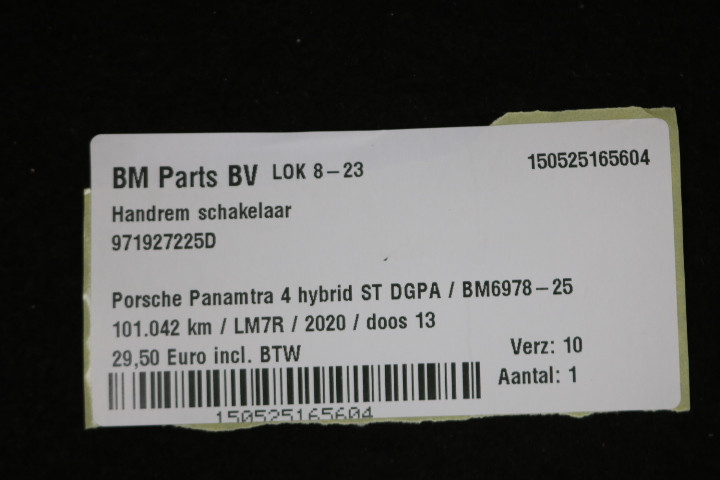 BM Parts BV LOK 8-23
150525165604
Handrem schakelaar
971927225D
Porsche Panamtra 4 hybrid ST DGPA / BM6978-25
101.042 km / LM7R / 2020 / doos 13
29,50 Euro incl. BTW
Verz: 10
Aantal: 1
150525165604